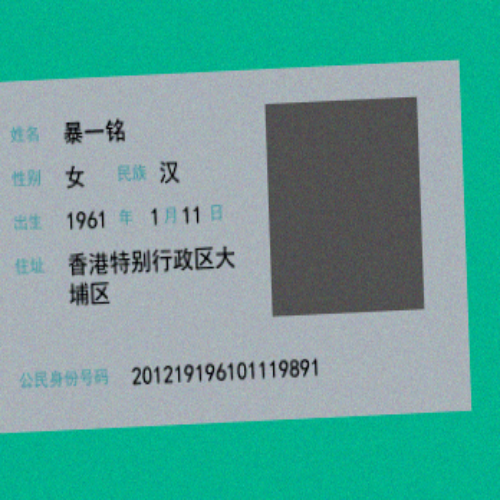 姓名 暴一铭
性别 女 民族 汉
出生 1961 年 1 月 11 日
住址 香港特别行政区大
埔区
公民身份号码 201219196101119891